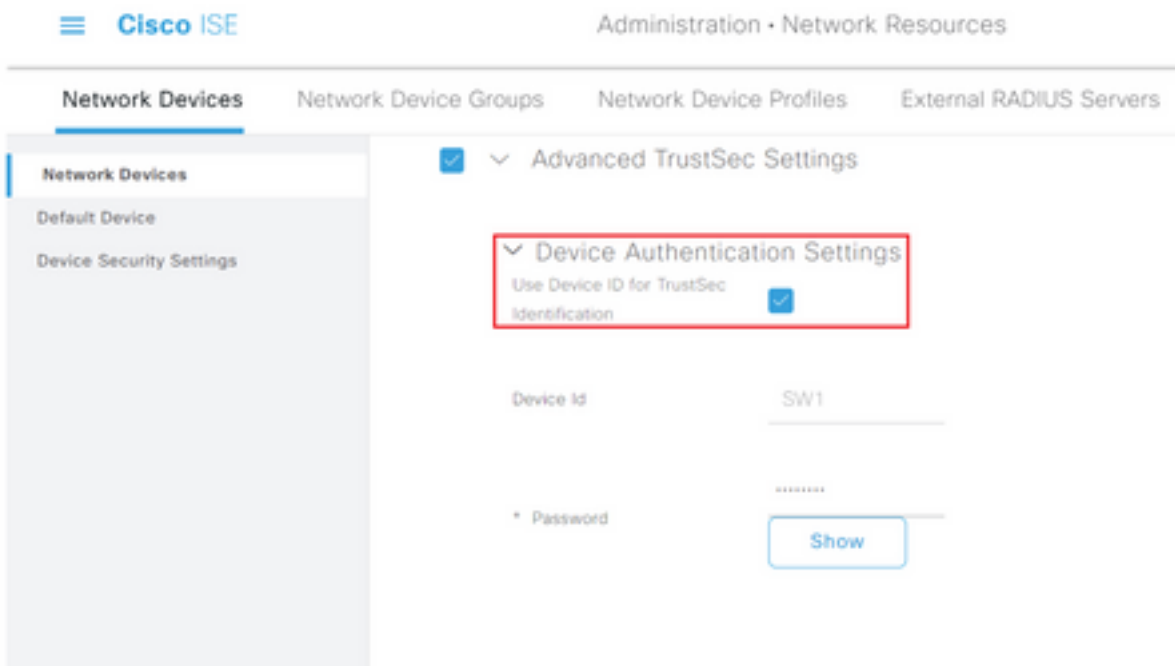 Cisco ISE
Administration • Network Resources
Network Devices
Network Device Groups
Network Device Profiles
External RADIUS Servers
Network Devices
Default Device
Device Security Settings
Advanced TrustSec Settings
Device Authentication Settings
Use Device ID for TrustSec
Identification
Device Id
SW1
* Password
••••••••
Show